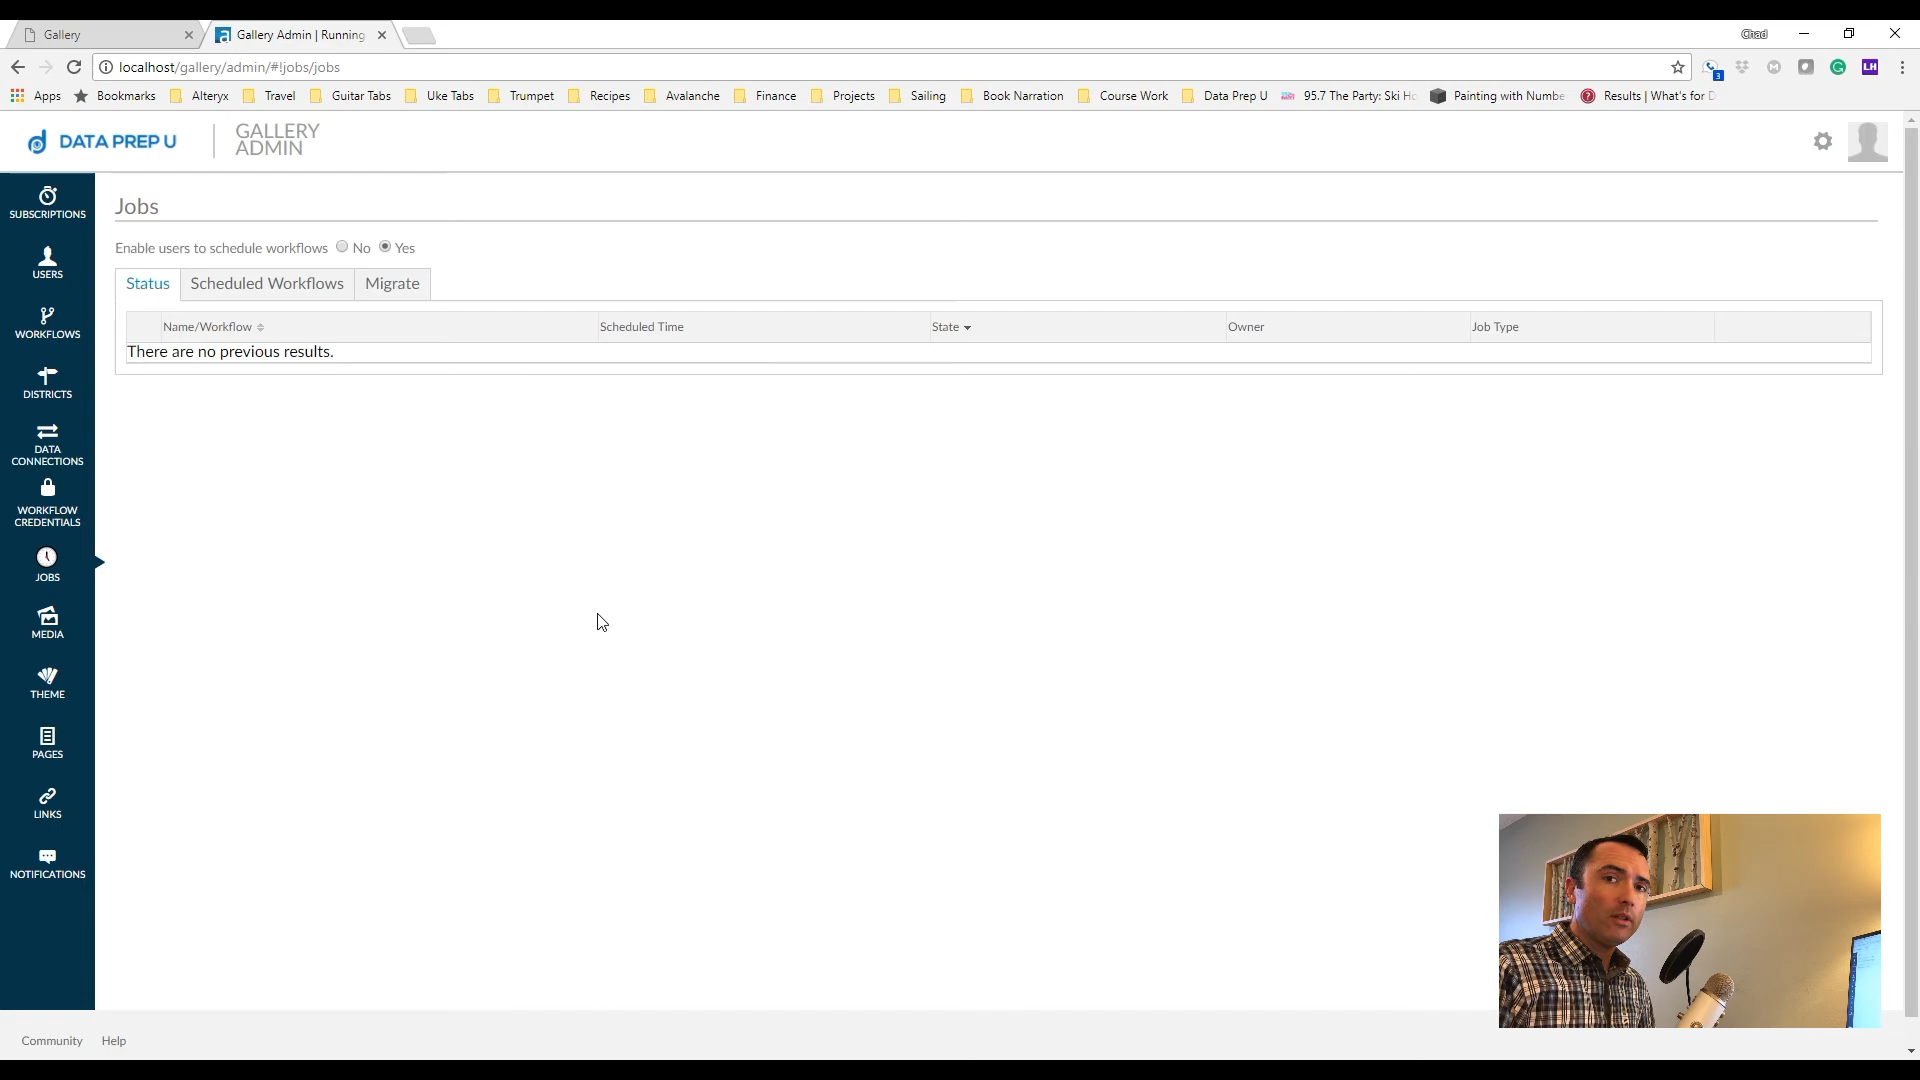 Gallery
Gallery Admin | Running
Chad
localhost/gallery/admin/#!jobs/jobs
3
LH
Apps Bookmarks Alteryx Travel Guitar Tabs Uke Tabs Trumpet Recipes Avalanche Finance Projects Sailing Book Narration Course Work Data Prep U 95.7 The Party: Ski Ho Painting with Numbe Results | What's for D
DATA PREP U
GALLERY
ADMIN
SUBSCRIPTIONS
USERS
WORKFLOWS
DISTRICTS
DATA
CONNECTIONS
WORKFLOW
CREDENTIALS
JOBS
MEDIA
THEME
PAGES
LINKS
NOTIFICATIONS
Jobs
Enable users to schedule workflows No Yes
Status Scheduled Workflows Migrate
Name/Workflow Scheduled Time State Owner Job Type
There are no previous results.
Community Help